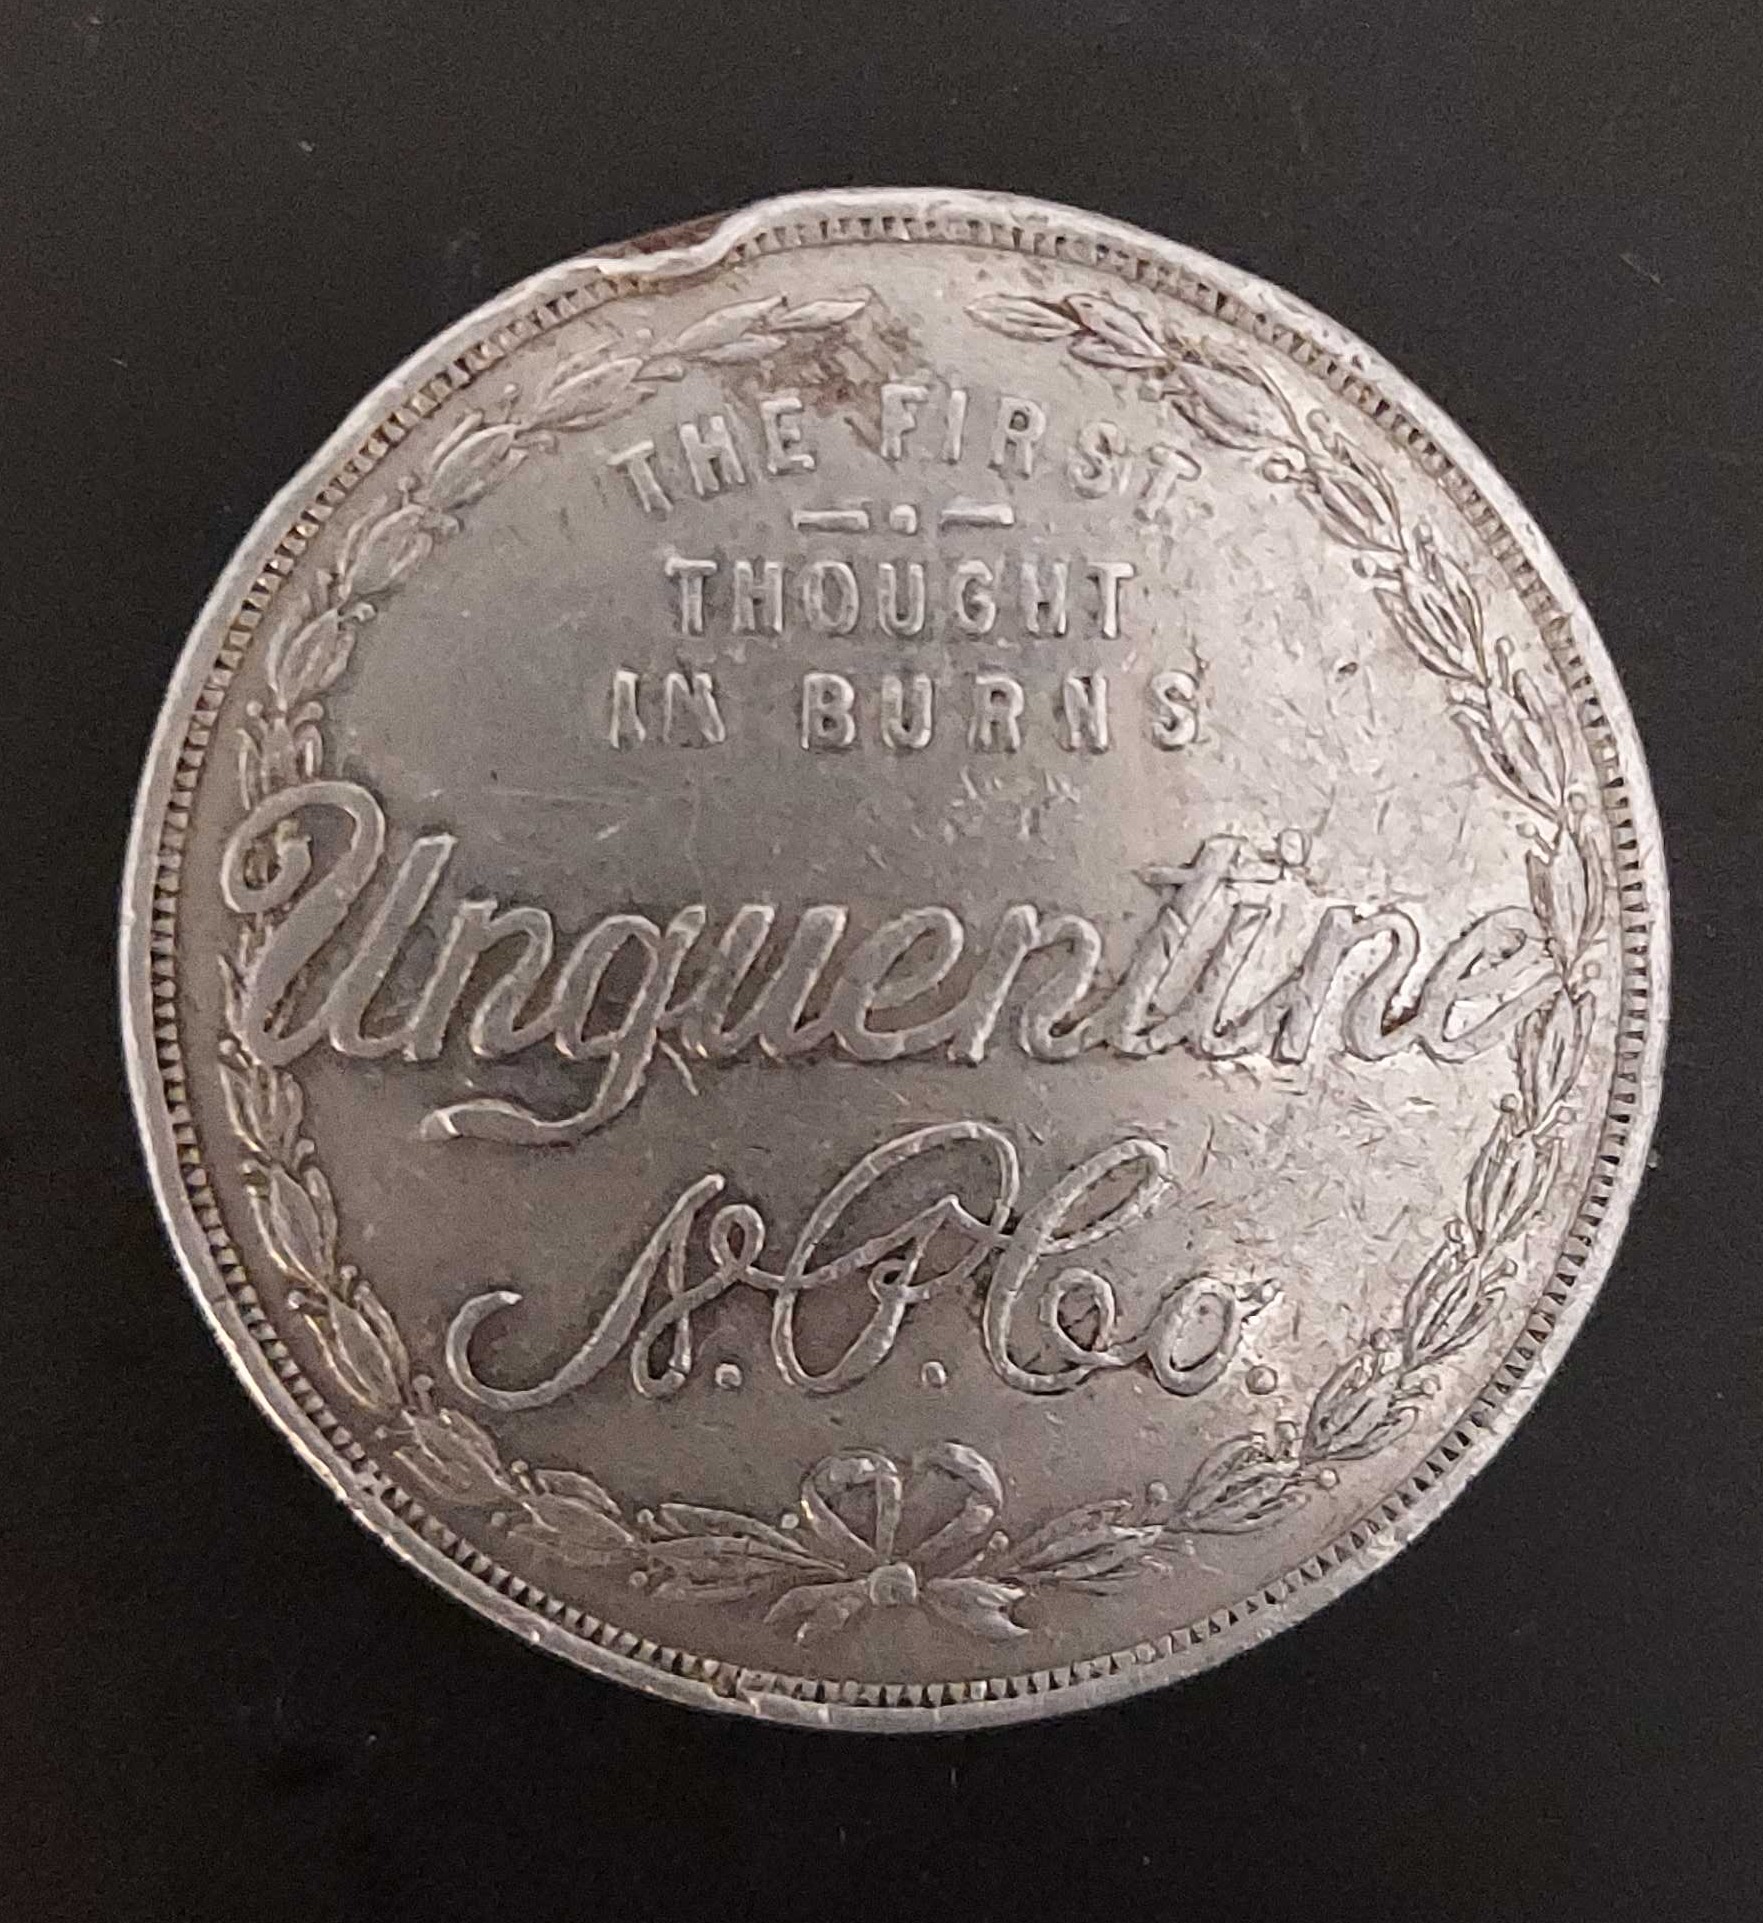 THE FIRST
THOUGHT
IN BURNS
Unguentine
N.P.Co.